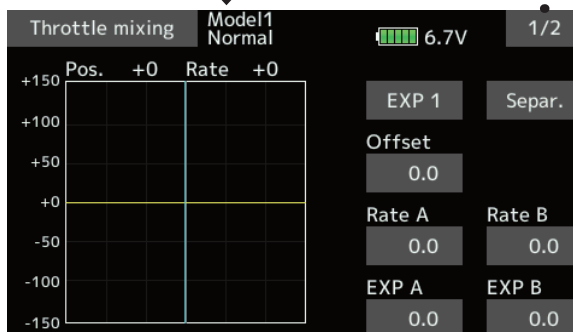 Throttle mixing Model1 6.7V 1/2
Normal
Pos. +0 Rate +0
+150
+100
+50
+0
-50
-100
-150
EXP 1 Separ.
Offset
0.0
Rate A Rate B
0.0 0.0
EXP A EXP B
0.0 0.0